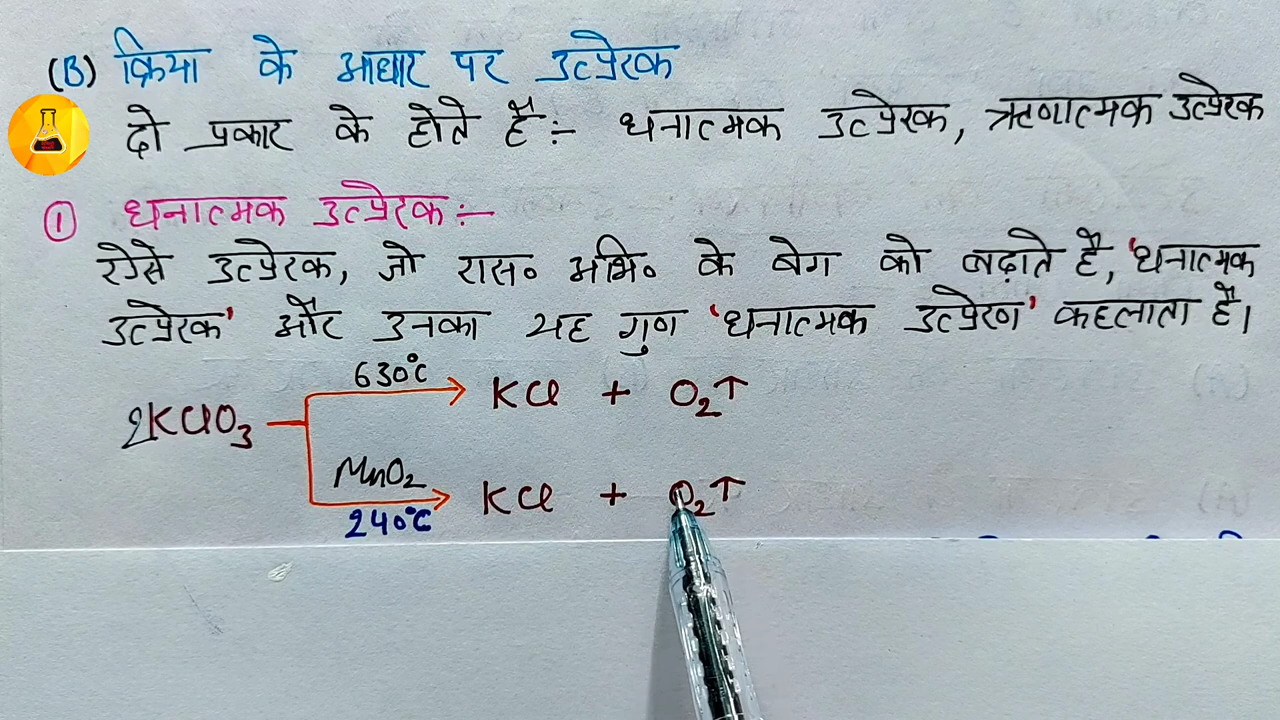 (B) क्रिया के आधार पर उत्प्रेरक
दो प्रकार के होते हैं :- धनात्मक उत्प्रेरक, ऋणात्मक उत्प्रेरक
① धनात्मक उत्प्रेरक :-
ऐसे उत्प्रेरक, जो रास० अभि० के वेग को बढ़ाते है, 'धनात्मक
उत्प्रेरक' और उनका यह गुण 'धनात्मक उत्प्रेरण' कहलाता है।
630°C KCl + O₂↑
2KClO₃
MnO₂ KCl + O₂↑
240°C